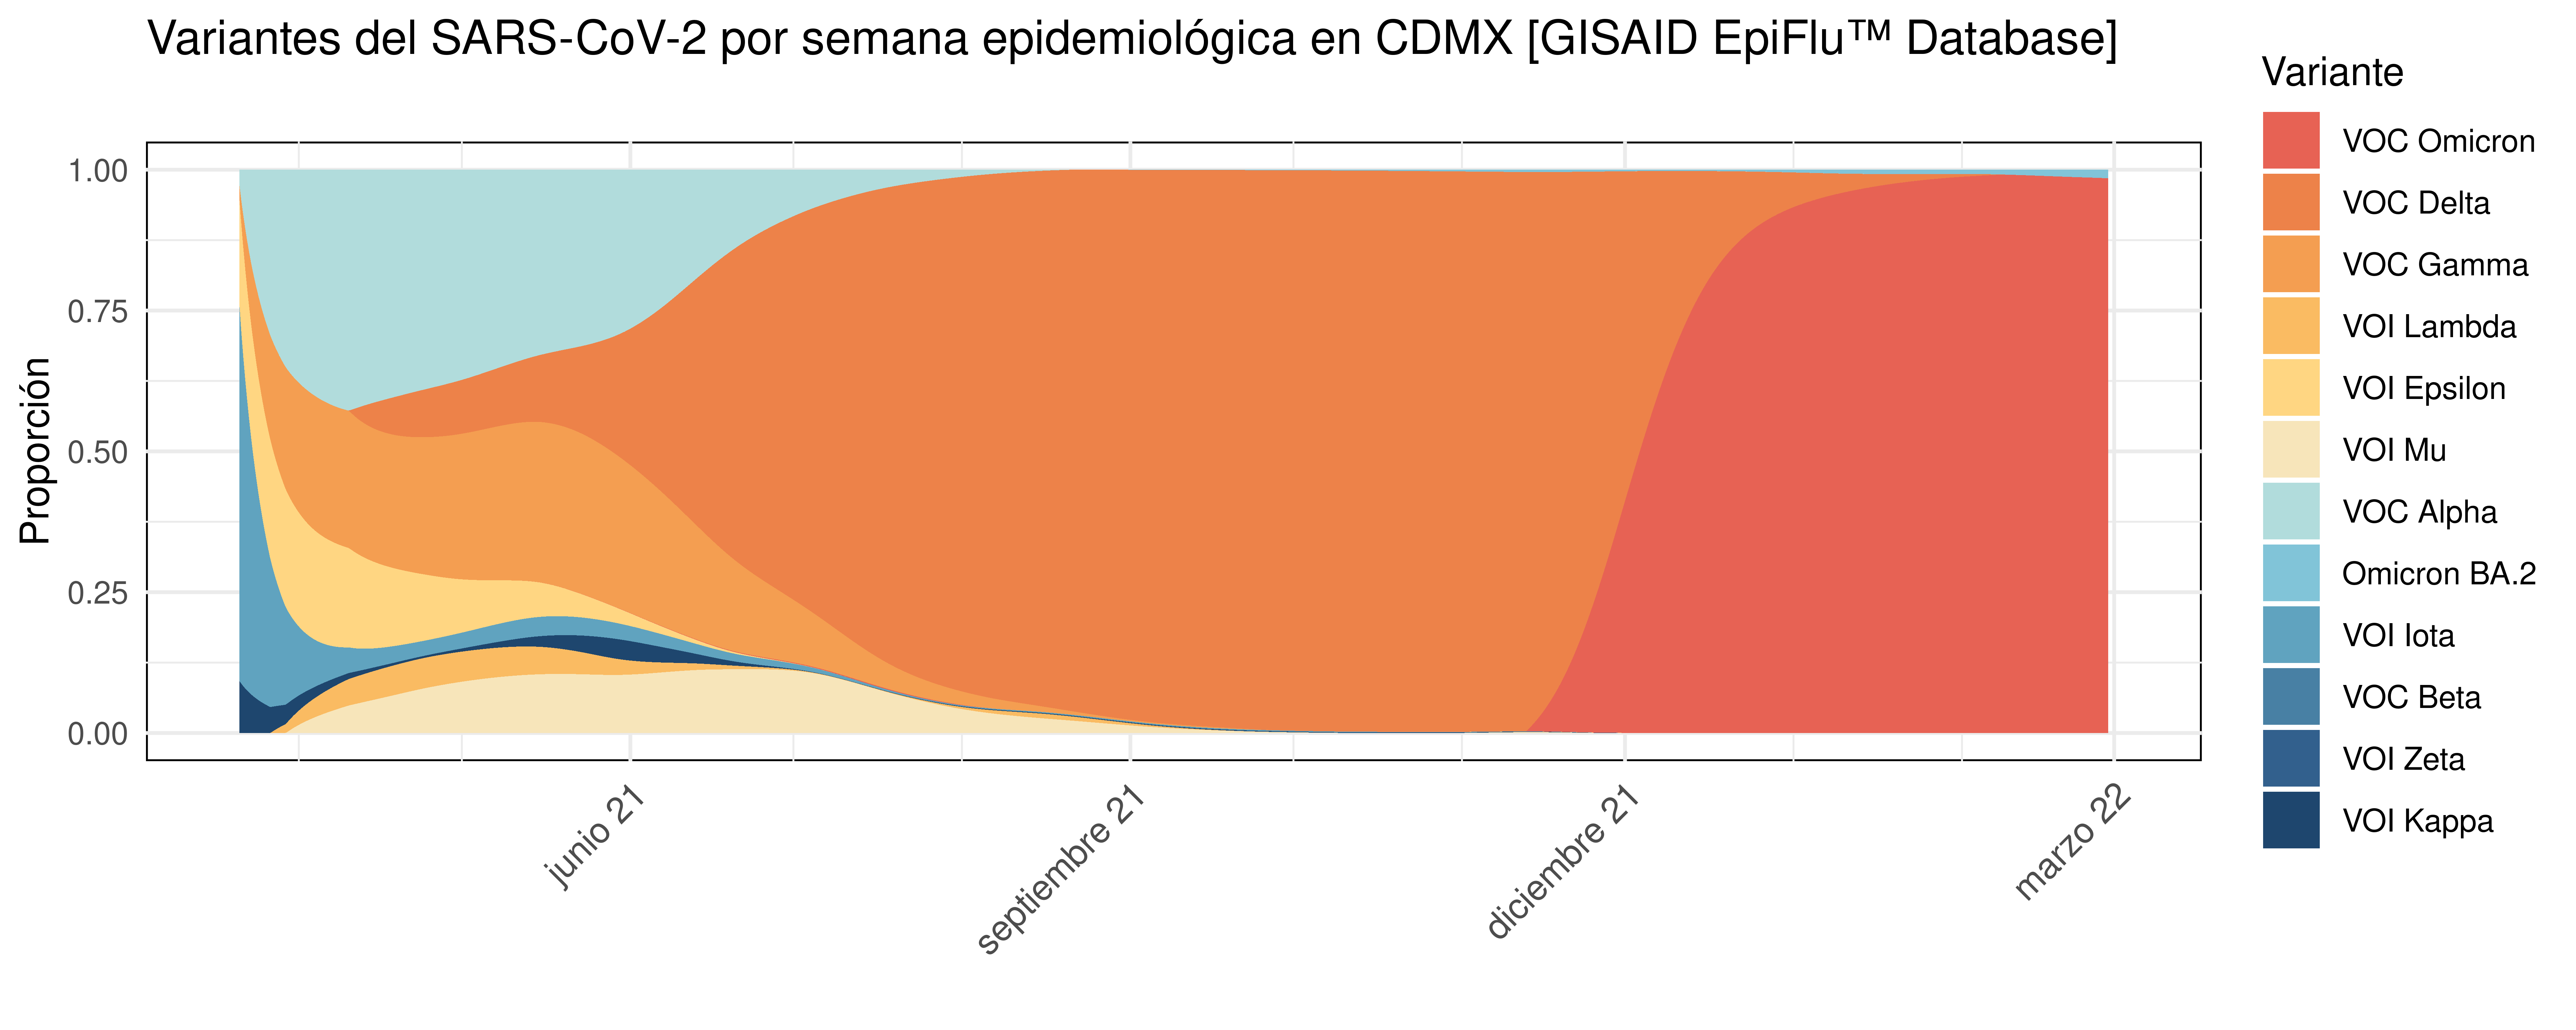 Variantes del SARS-CoV-2 por semana epidemiológica en CDMX [GISAID EpiFlu™ Database]
Proporción
1.00
0.75
0.50
0.25
0.00
junio 21
septiembre 21
diciembre 21
marzo 22
Variante
VOC Omicron
VOC Delta
VOC Gamma
VOI Lambda
VOI Epsilon
VOI Mu
VOC Alpha
Omicron BA.2
VOI Iota
VOC Beta
VOI Zeta
VOI Kappa